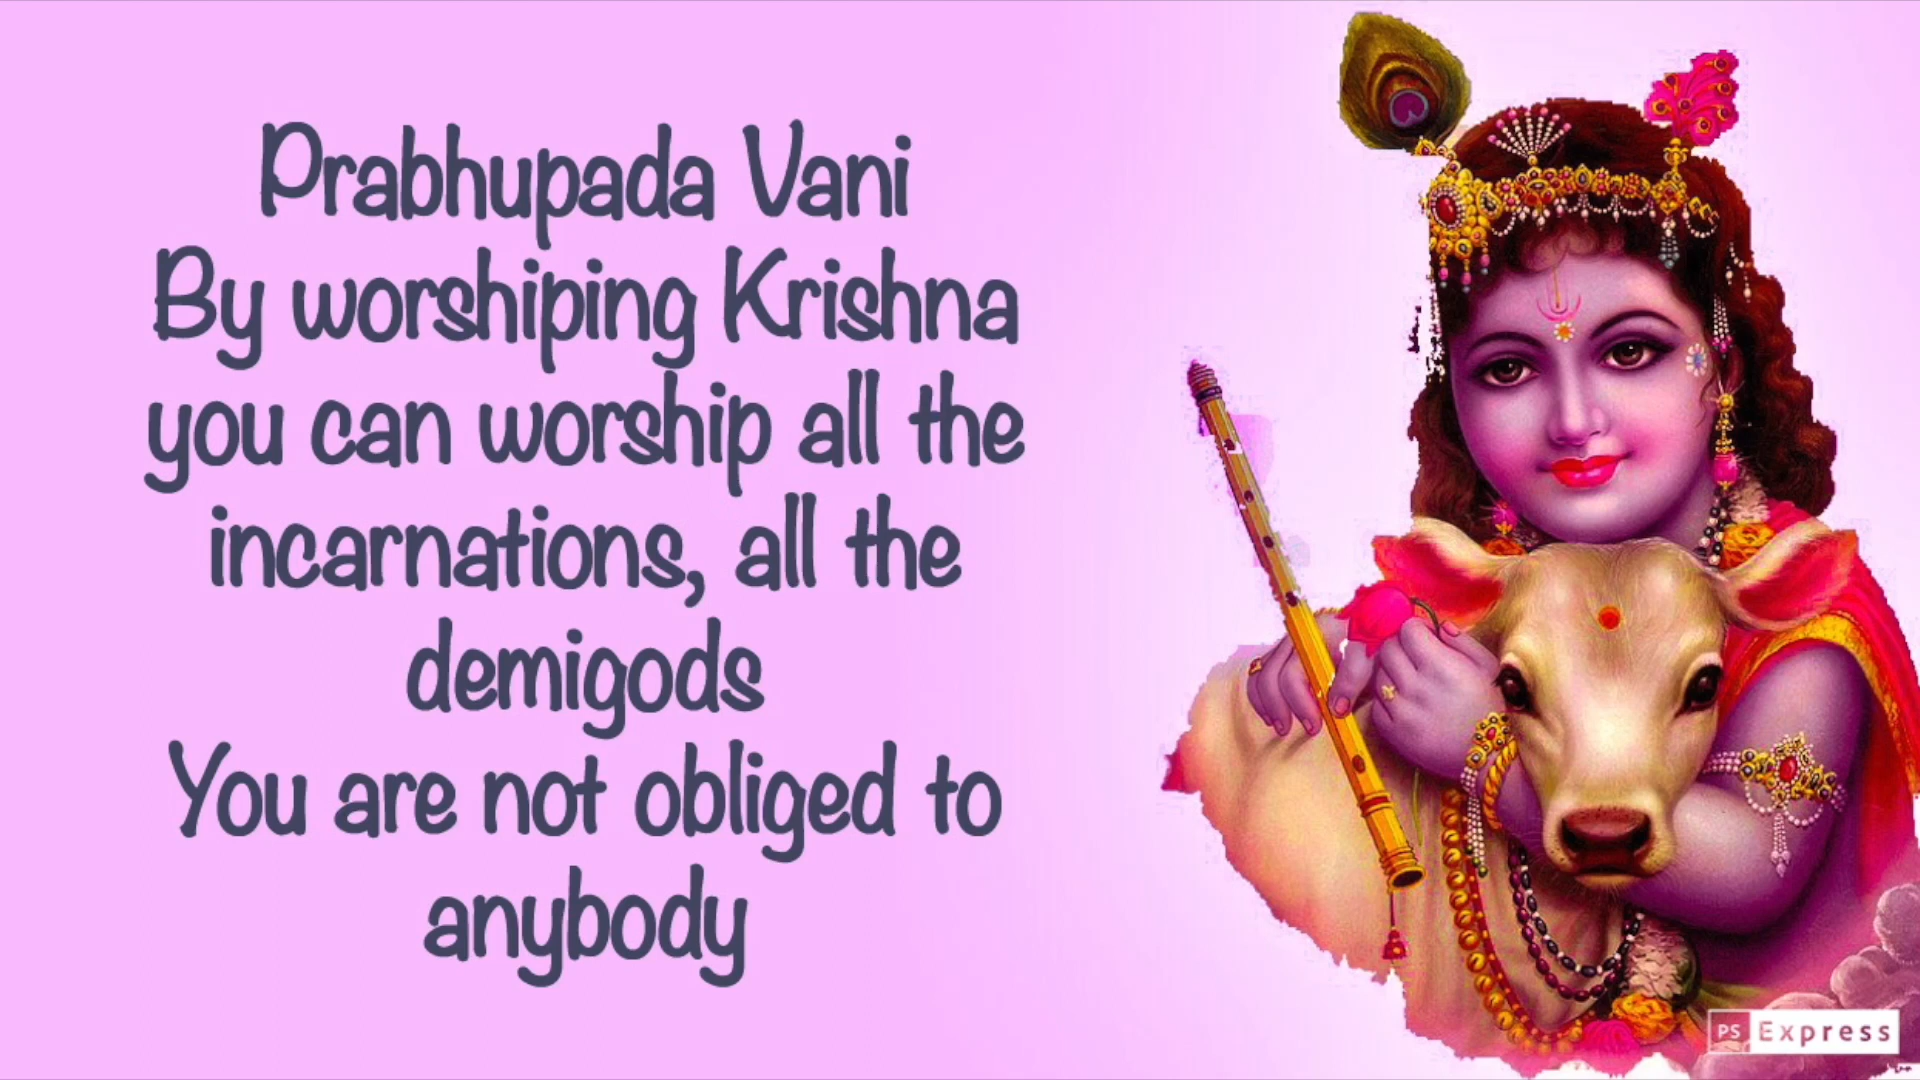 Prabhupada Vani
By worshiping Krishna
you can worship all the
incarnations, all the
demigods
You are not obliged to
anybody
PS Express